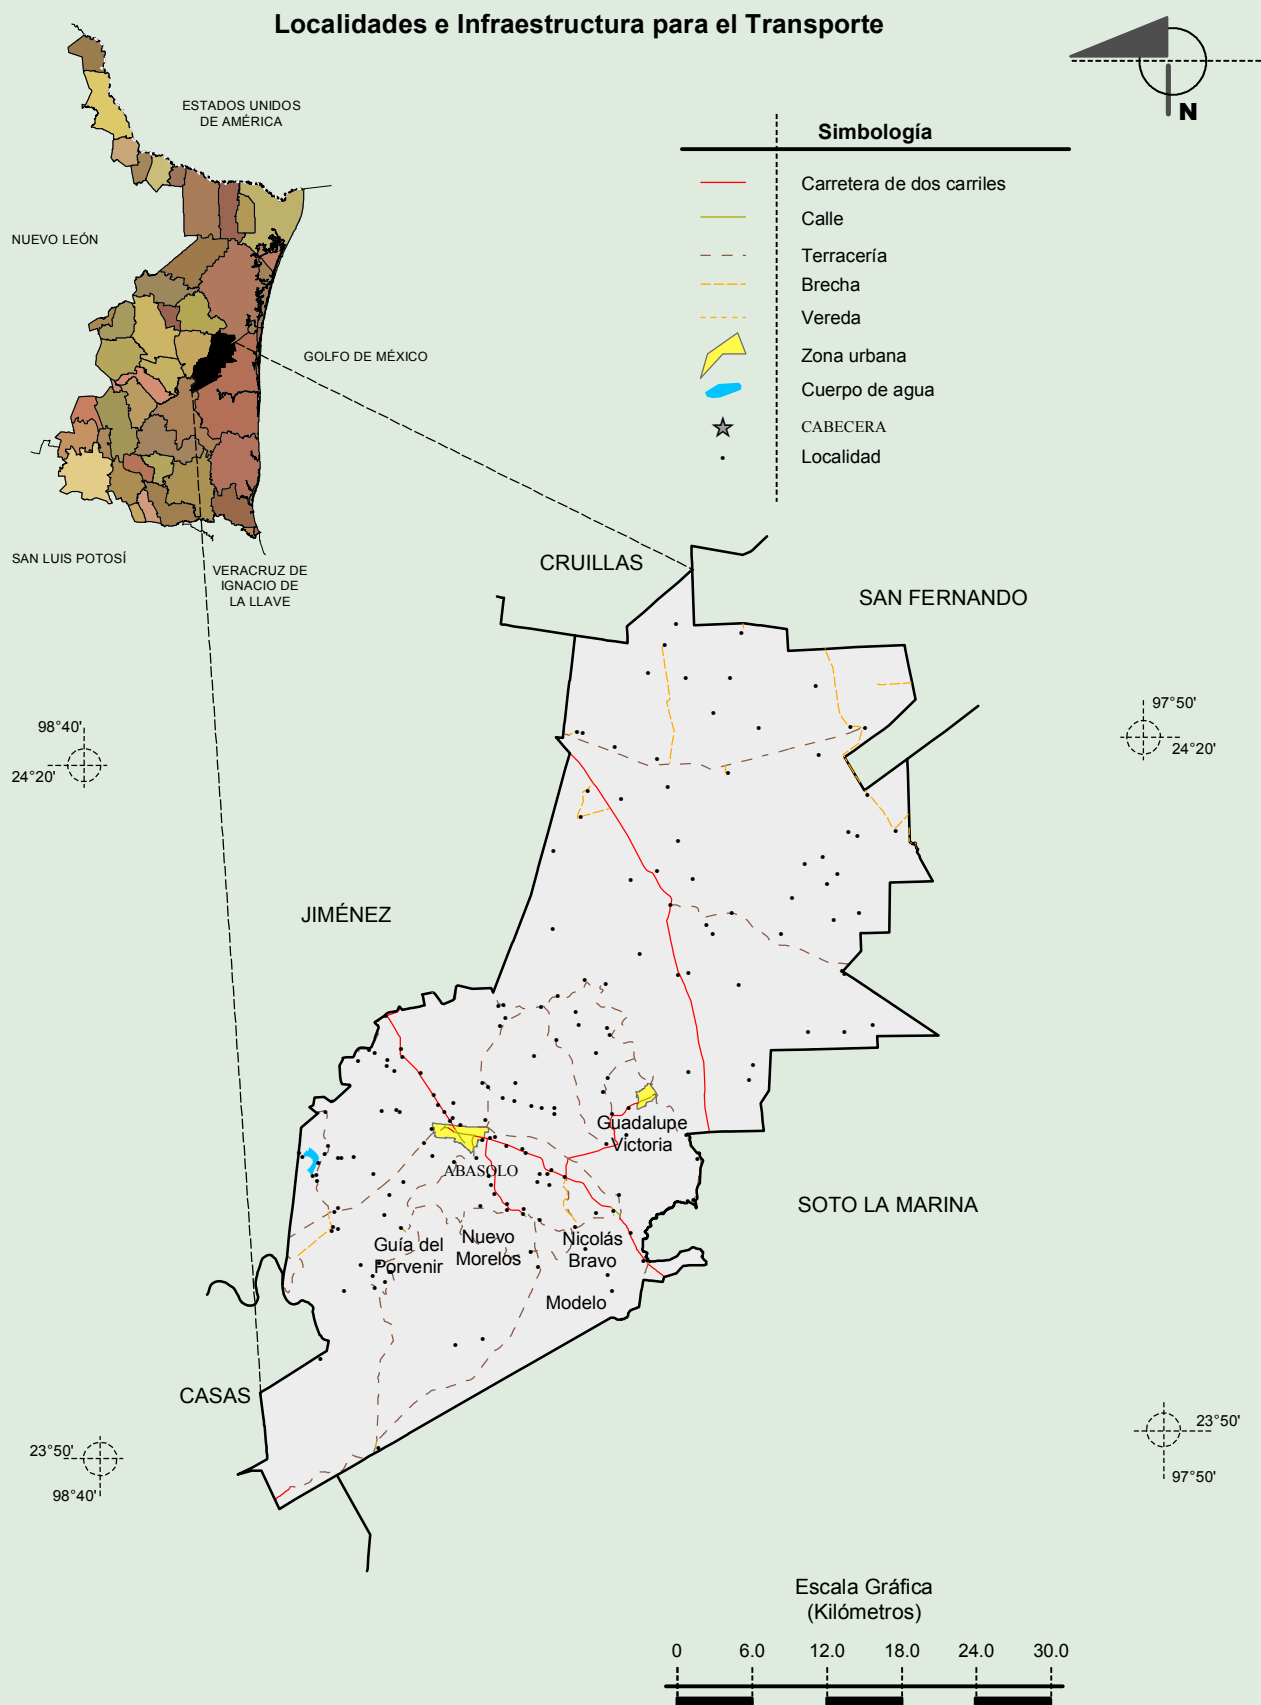 Localidades e Infraestructura para el Transporte
N
ESTADOS UNIDOS
DE AMÉRICA
NUEVO LEÓN
GOLFO DE MÉXICO
SAN LUIS POTOSÍ
VERACRUZ DE
IGNACIO DE
LA LLAVE
Simbología
Carretera de dos carriles
Calle
Terracería
Brecha
Vereda
Zona urbana
Cuerpo de agua
CABECERA
Localidad
CRUILLAS
SAN FERNANDO
98°40'
24°20'
97°50'
24°20'
JIMÉNEZ
Guadalupe
Victoria
ABASOLO
SOTO LA MARINA
Guía del
Porvenir
Nuevo
Morelos
Nicolás
Bravo
Modelo
CASAS
23°50'
98°40'
23°50'
97°50'
Escala Gráfica
(Kilómetros)
0 6.0 12.0 18.0 24.0 30.0